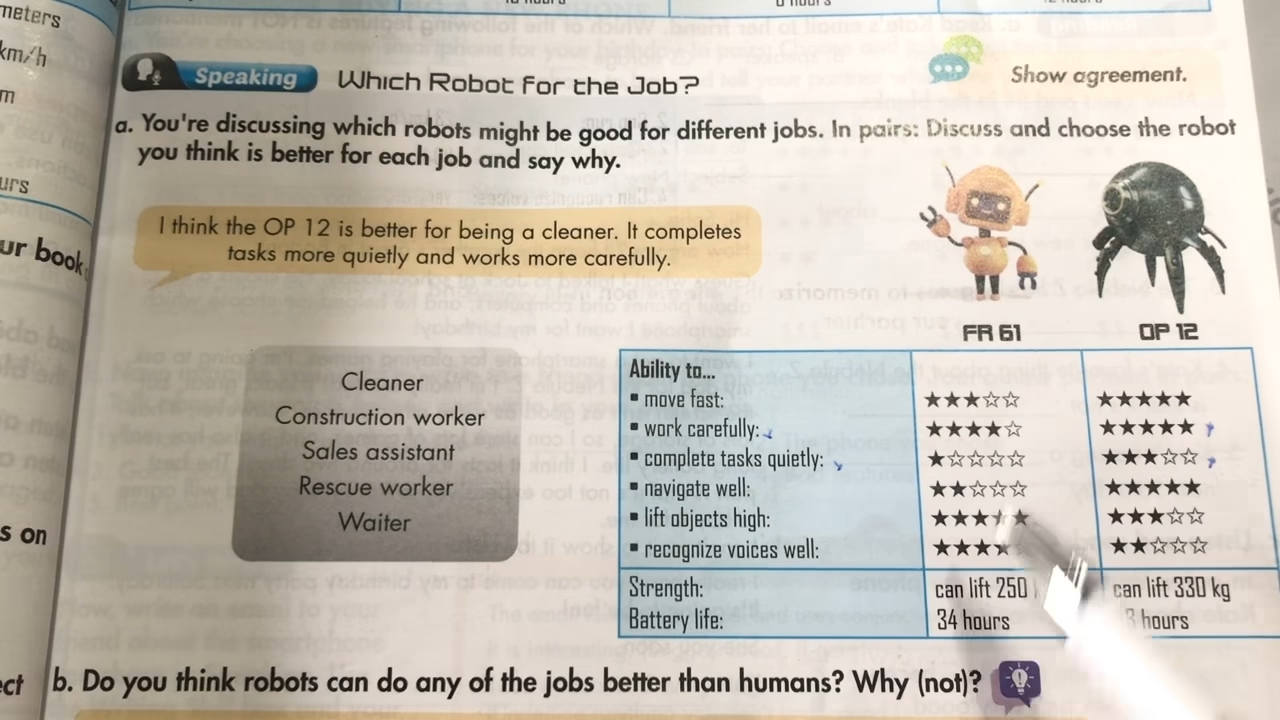 meters
km/h
m
urs
ur book.
s on
ect
Speaking Which Robot for the Job?
Show agreement.
a. You're discussing which robots might be good for different jobs. In pairs: Discuss and choose the robot
you think is better for each job and say why.
I think the OP 12 is better for being a cleaner. It completes
tasks more quietly and works more carefully.
FR 61 OP 12
Cleaner
Construction worker
Sales assistant
Rescue worker
Waiter
Ability to...
▪ move fast: ★★★☆☆ ★★★★★
▪ work carefully: ★★★★☆ ★★★★★
▪ complete tasks quietly: ★☆☆☆☆ ★★★☆☆
▪ navigate well: ★★☆☆☆ ★★★★★
▪ lift objects high: ★★★★★ ★★★☆☆
▪ recognize voices well: ★★★★ ★★☆☆☆
Strength: can lift 250 can lift 330 kg
Battery life: 34 hours hours
b. Do you think robots can do any of the jobs better than humans? Why (not)?